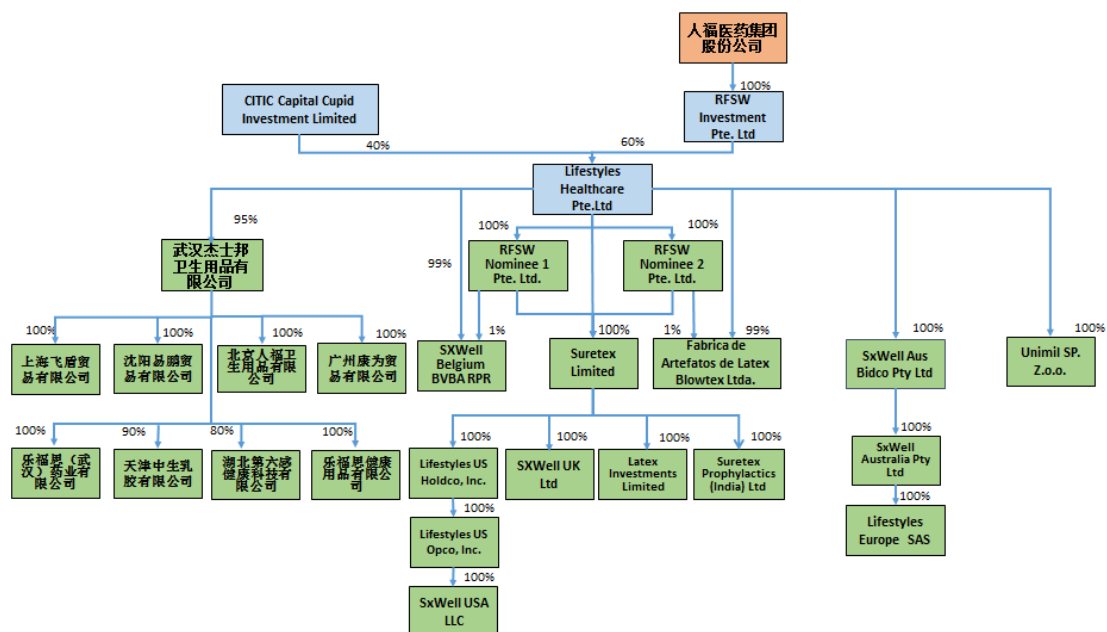 人福医药集团
股份公司
100%
CITIC Capital Cupid
Investment Limited
RFSW
Investment
Pte. Ltd
40%
60%
Lifestyles
Healthcare
Pte.Ltd
95%
武汉杰士邦
卫生用品有
限公司
99%
100%
RFSW
Nominee 1
Pte. Ltd.
100%
RFSW
Nominee 2
Pte. Ltd.
100%
上海飞盾贸
易有限公司
100%
沈阳易鹏贸
易有限公司
100%
北京人福卫
生用品有限公司
100%
广州康为贸
易有限公司
1%
SXWell
Belgium
BVBA RPR
100%
Suretex
Limited
1%
99%
Fabrica de
Artefatos de Latex
Blowtex Ltda.
100%
SxWell Aus
Bidco Pty Ltd
100%
Unimil SP.
Z.o.o.
100%
乐福思（武
汉）药业有
限公司
90%
天津中生乳
胶有限公司
80%
湖北第六感
健康科技有
限公司
100%
乐福思健康
用品有限公
司
100%
Lifestyles US
Holdco, Inc.
100%
SXWell UK
Ltd
100%
Latex
Investments
Limited
100%
Suretex
Prophylactics
(India) Ltd
100%
SxWell
Australia Pty
Ltd
100%
Lifestyles US
Opco, Inc.
100%
Lifestyles
Europe SAS
100%
SxWell USA
LLC